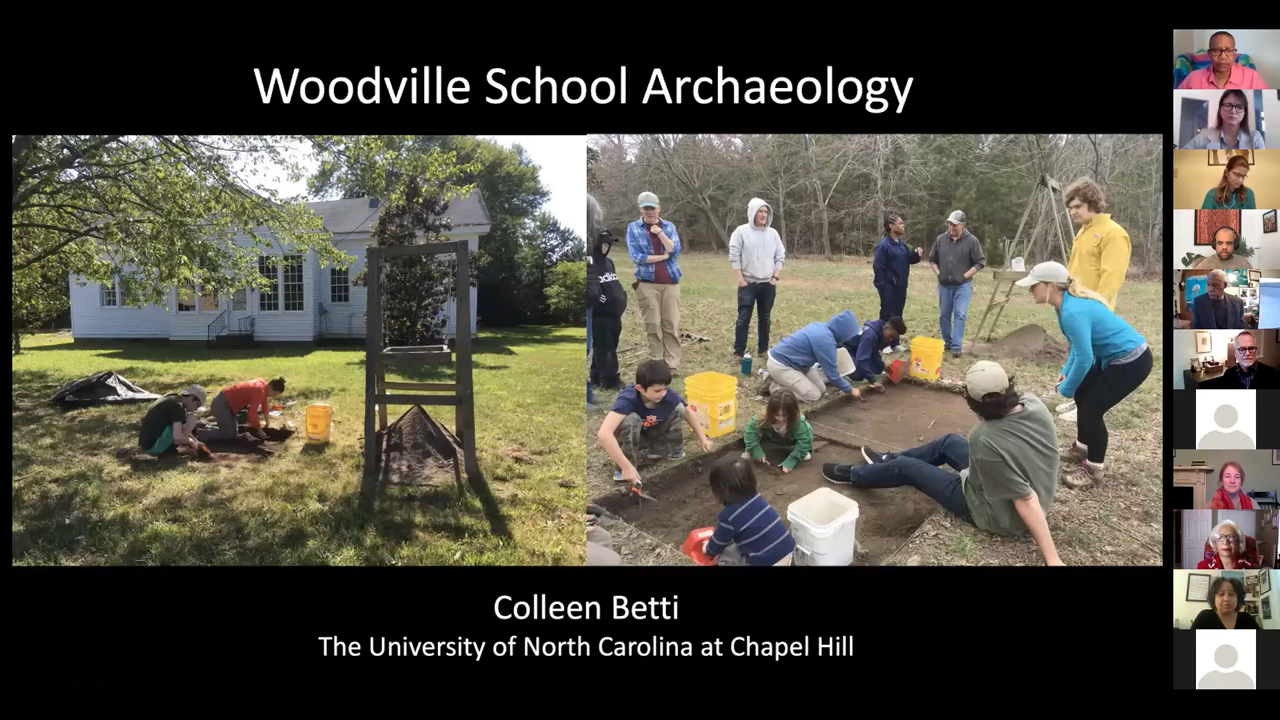 Woodville School Archaeology
Colleen Betti
The University of North Carolina at Chapel Hill